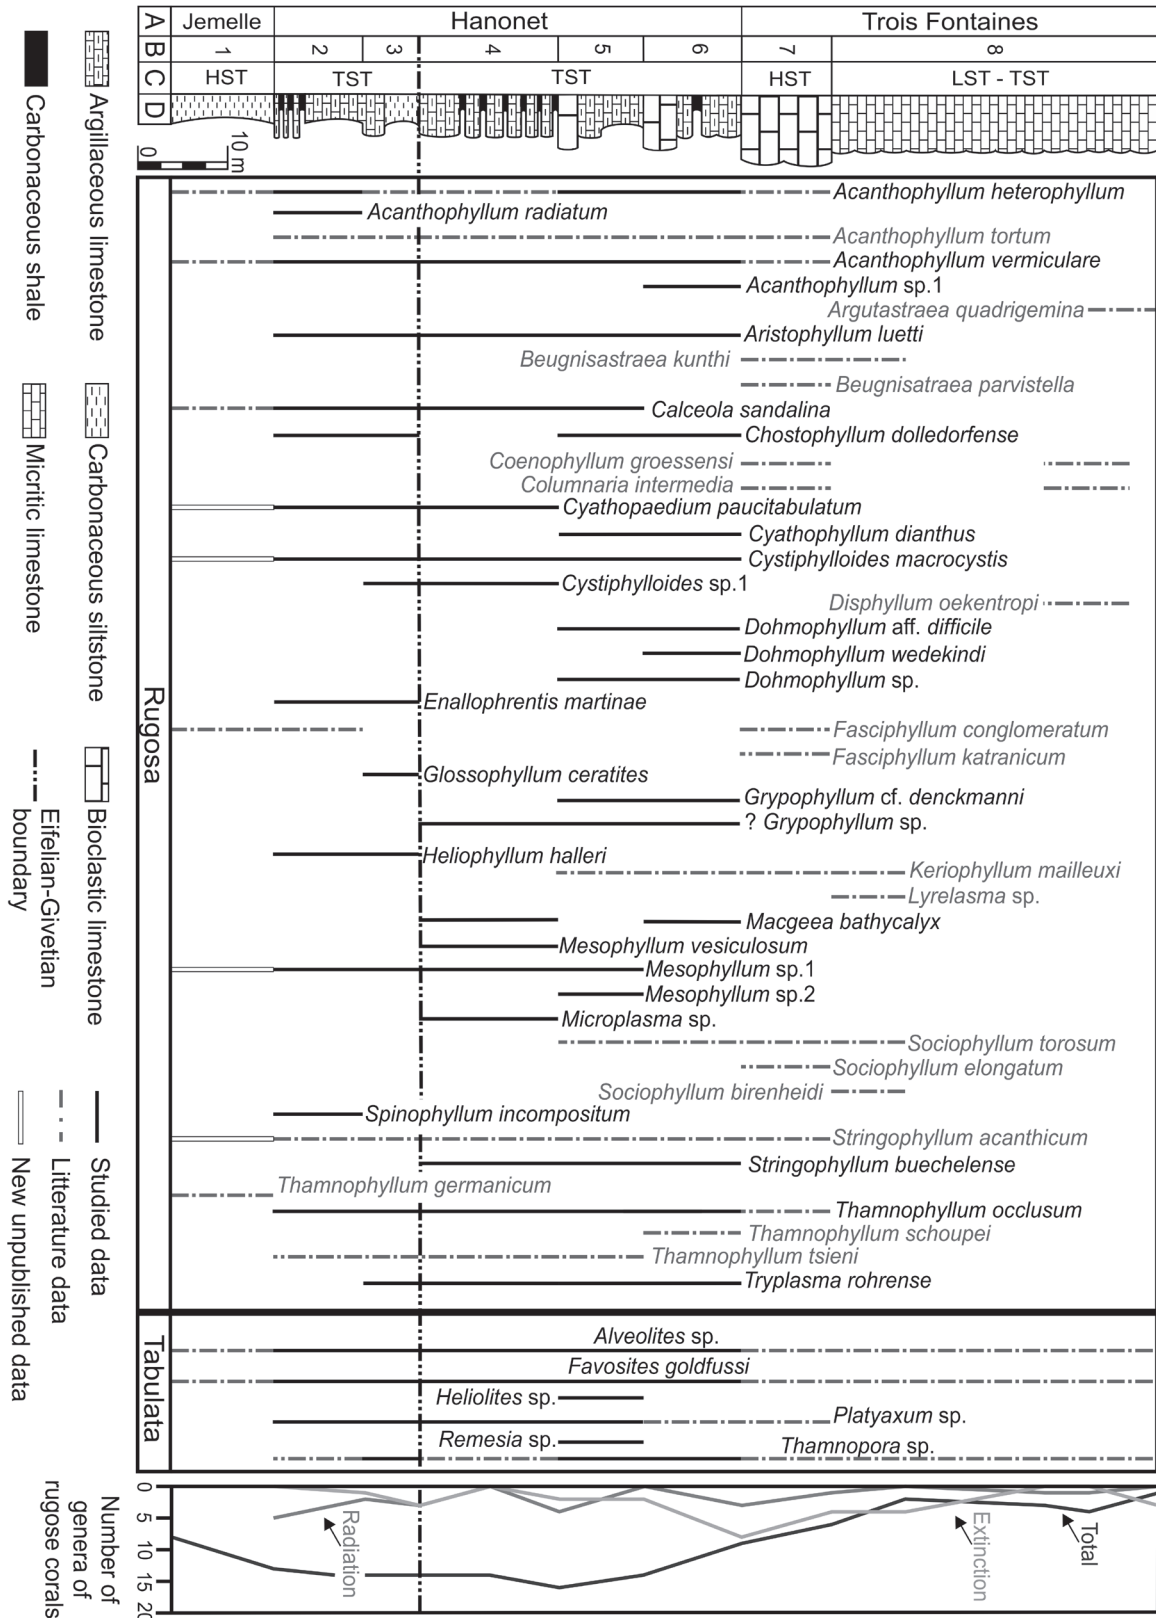 A Jemelle Hanonet Trois Fontaines
B 1 2 3 4 5 6 7 8
C HST TST TST HST LST - TST
D
0 10 m
Argillaceous limestone
Carbonaceous shale
Carbonaceous siltstone
Micritic limestone
Bioclastic limestone
Eifelian-Givetian
boundary
Studied data
Litterature data
New unpublished data
Rugosa
Acanthophyllum heterophyllum
Acanthophyllum radiatum
Acanthophyllum tortum
Acanthophyllum vermiculare
Acanthophyllum sp.1
Argutastraea quadrigemina
Aristophyllum luetti
Beugnisastraea kunthi
Beugnisatraea parvistella
Calceola sandalina
Chostophyllum dolledorfense
Coenophyllum groessensi
Columnaria intermedia
Cyathopaedium paucitabulatum
Cyathophyllum dianthus
Cystiphylloides macrocystis
Cystiphylloides sp.1
Disphyllum oekentropi
Dohmophyllum aff. difficile
Dohmophyllum wedekindi
Dohmophyllum sp.
Enallophrentis martinae
Fasciphyllum conglomeratum
Fasciphyllum katranicum
Glossophyllum ceratites
Grypophyllum cf. denckmanni
? Grypophyllum sp.
Heliophyllum halleri
Keriophyllum mailleuxi
Lyrelasma sp.
Macgeea bathycalyx
Mesophyllum vesiculosum
Mesophyllum sp.1
Mesophyllum sp.2
Microplasma sp.
Sociophyllum torosum
Sociophyllum elongatum
Sociophyllum birenheidi
Spinophyllum incompositum
Stringophyllum acanthicum
Stringophyllum buechelense
Thamnophyllum germanicum
Thamnophyllum occlusum
Thamnophyllum schoupei
Thamnophyllum tsieni
Tryplasma rohrense
Tabulata
Alveolites sp.
Favosites goldfussi
Heliolites sp.
Platyaxum sp.
Remesia sp.
Thamnopora sp.
Number of
genera of
rugose corals
0
5
10
15
20
Radiation
Extinction
Total